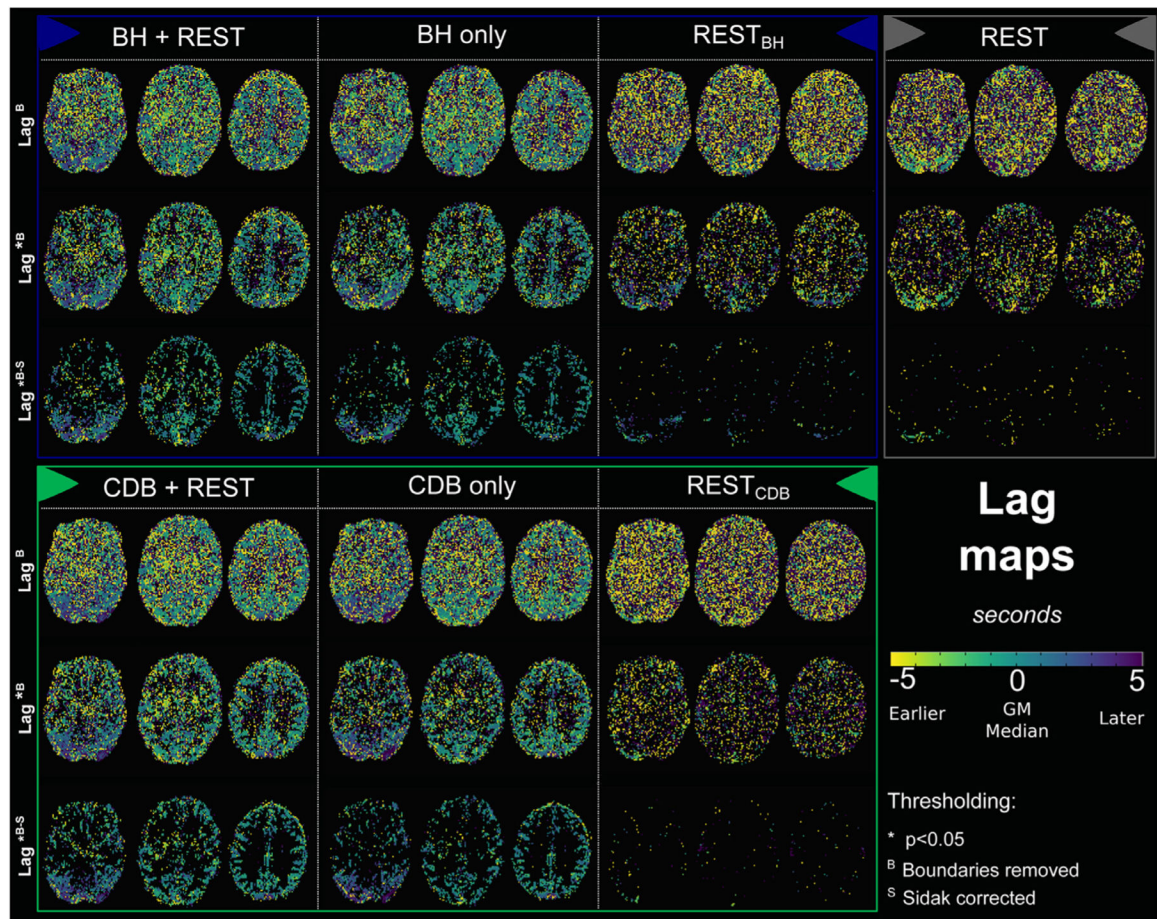 BH + REST
BH only
REST_BH
REST
Lag ᴮ
Lag *ᴮ
Lag *ᴮ⁻ˢ
CDB + REST
CDB only
REST_CDB
Lag ᴮ
Lag *ᴮ
Lag *ᴮ⁻ˢ
Lag
maps
seconds
-5 0 5
Earlier GM Median Later
Thresholding:
* p<0.05
ᴮ Boundaries removed
ˢ Sidak corrected